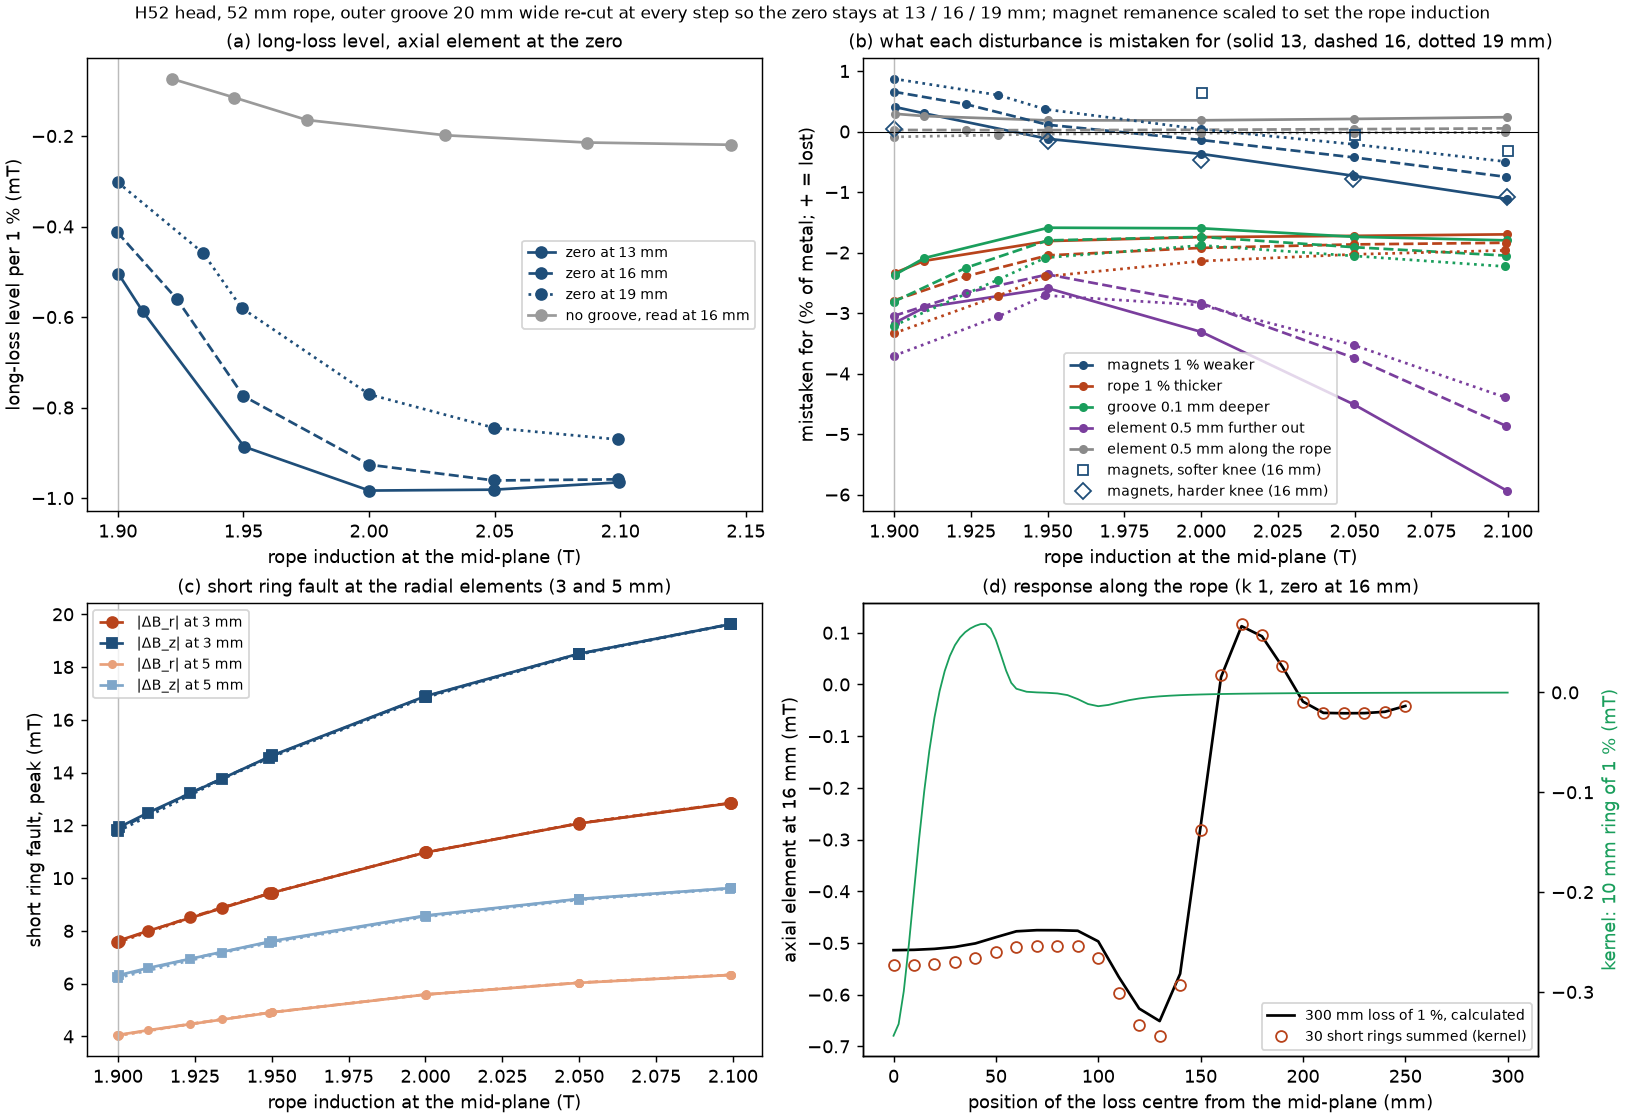 H52 head, 52 mm rope, outer groove 20 mm wide re-cut at every step so the zero stays at 13 / 16 / 19 mm; magnet remanence scaled to set the rope induction
(a) long-loss level, axial element at the zero
long-loss level per 1 % (mT)
−0.2
−0.4
−0.6
−0.8
−1.0
zero at 13 mm
zero at 16 mm
zero at 19 mm
no groove, read at 16 mm
1.90
1.95
2.00
2.05
2.10
2.15
rope induction at the mid-plane (T)
(b) what each disturbance is mistaken for (solid 13, dashed 16, dotted 19 mm)
mistaken for (% of metal; + = lost)
1
0
−1
−2
−3
−4
−5
−6
magnets 1 % weaker
rope 1 % thicker
groove 0.1 mm deeper
element 0.5 mm further out
element 0.5 mm along the rope
magnets, softer knee (16 mm)
magnets, harder knee (16 mm)
1.900
1.925
1.950
1.975
2.000
2.025
2.050
2.075
2.100
rope induction at the mid-plane (T)
(c) short ring fault at the radial elements (3 and 5 mm)
short ring fault, peak (mT)
20
18
16
14
12
10
8
6
4
|ΔB_r| at 3 mm
|ΔB_z| at 3 mm
|ΔB_r| at 5 mm
|ΔB_z| at 5 mm
1.900
1.925
1.950
1.975
2.000
2.025
2.050
2.075
2.100
rope induction at the mid-plane (T)
(d) response along the rope (k 1, zero at 16 mm)
axial element at 16 mm (mT)
0.1
0.0
−0.1
−0.2
−0.3
−0.4
−0.5
−0.6
−0.7
300 mm loss of 1 %, calculated
30 short rings summed (kernel)
0
50
100
150
200
250
300
position of the loss centre from the mid-plane (mm)
0.0
−0.1
−0.2
−0.3
kernel: 10 mm ring of 1 % (mT)